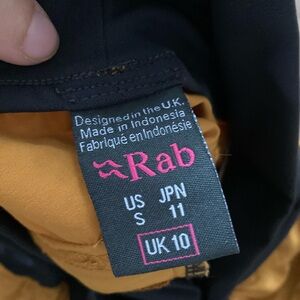 Designed in the U.K.
Made in Indonesia
Fabriqué en Indonésie
Rab
US JPN
S 11
UK 10